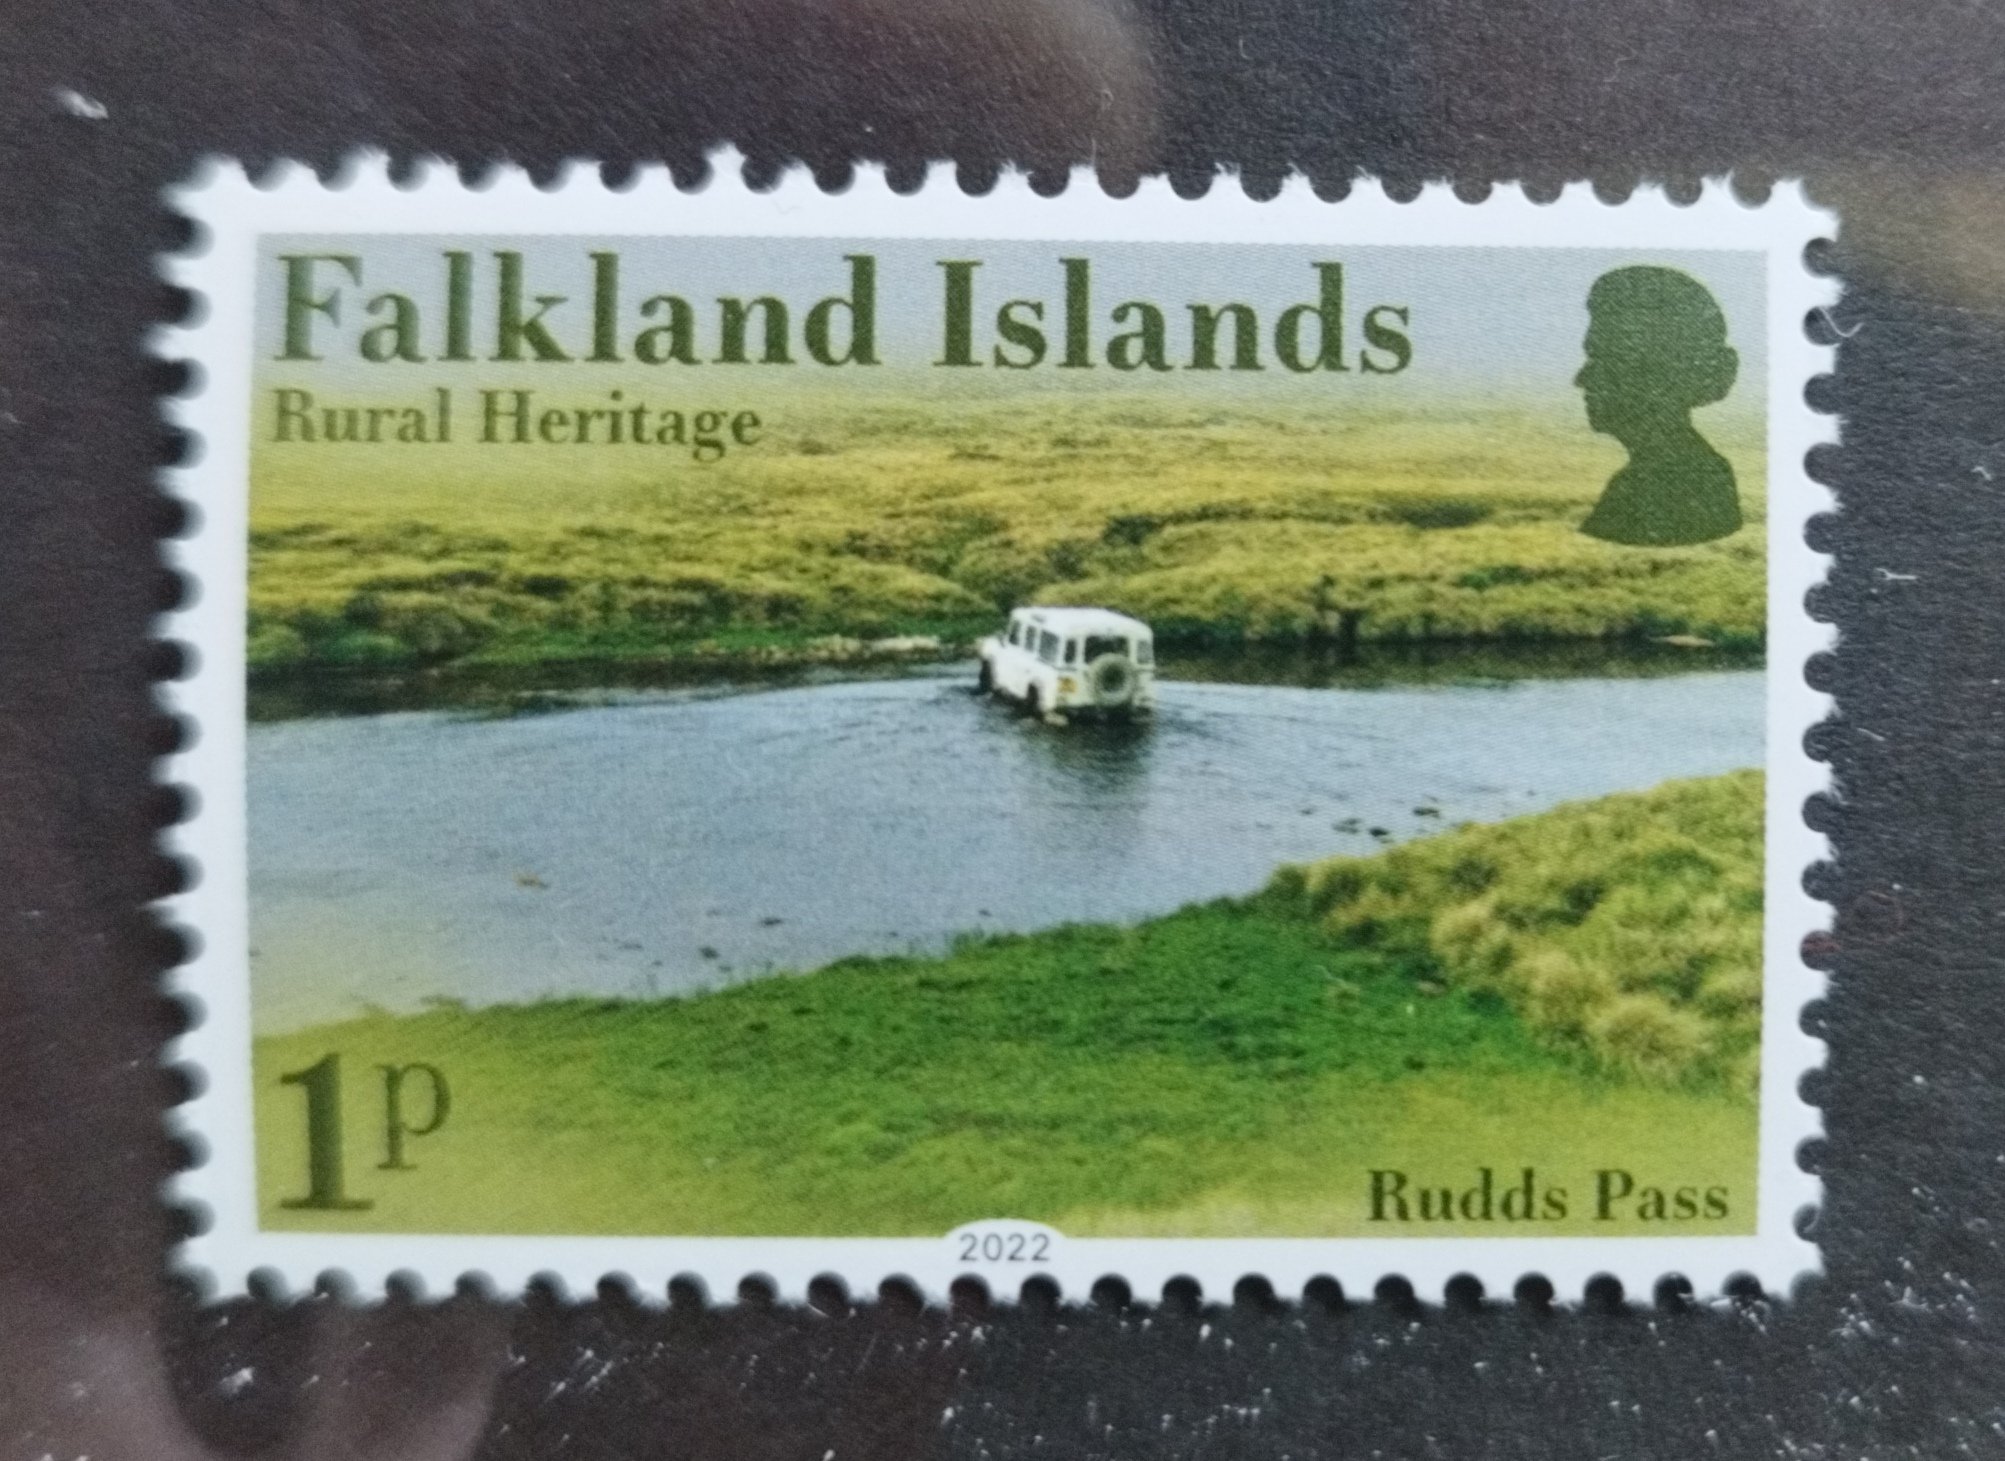 Falkland Islands
Rural Heritage
1p
Rudds Pass
2022